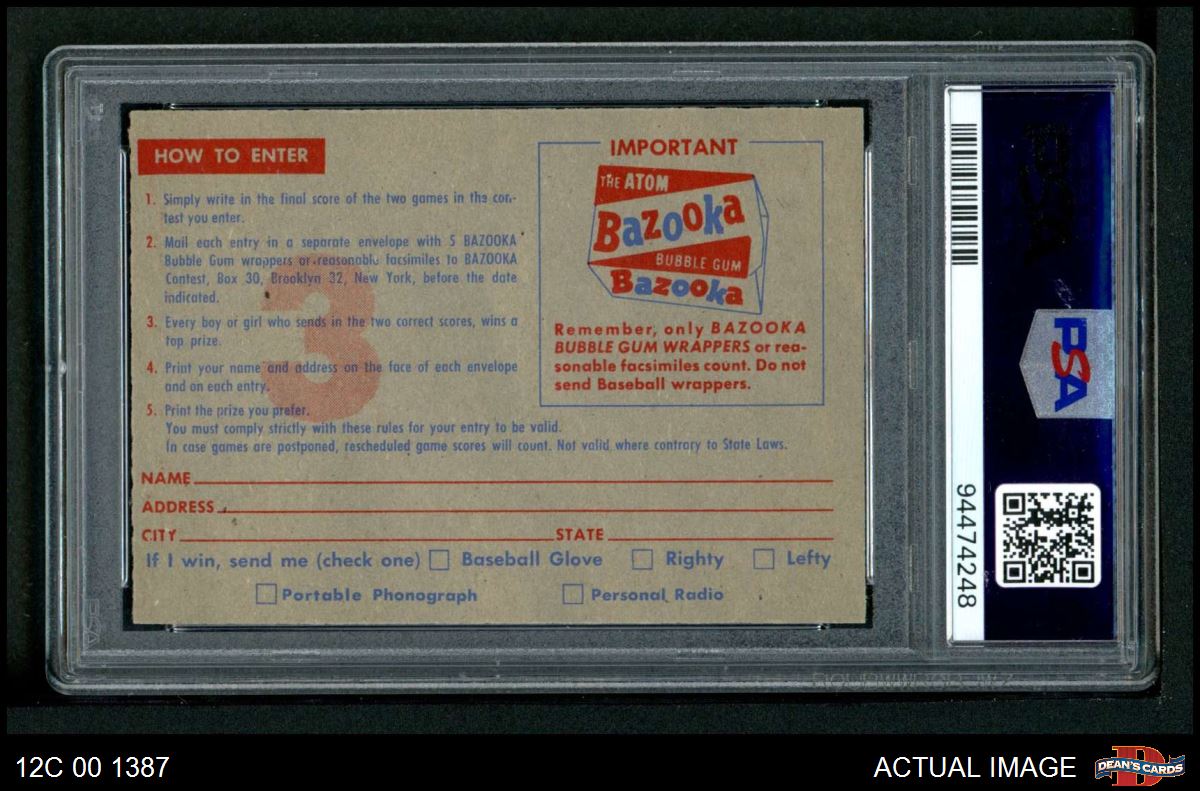 HOW TO ENTER
1. Simply write in the final score of the two games in the con-
test you enter.
2. Mail each entry in a separate envelope with 5 BAZOOKA
Bubble Gum wrappers or reasonable facsimiles to BAZOOKA
Contest, Box 30, Brooklyn 32, New York, before the date
indicated.
3. Every boy or girl who sends in the two correct scores, wins a
top prize.
4. Print your name and address on the face of each envelope
and on each entry.
5. Print the prize you prefer.
You must comply strictly with these rules for your entry to be valid.
In case games are postponed, rescheduled game scores will count. Not valid where contrary to State Laws.
3
IMPORTANT
THE ATOM
Bazooka
BUBBLE GUM
Bazooka
Remember, only BAZOOKA
BUBBLE GUM WRAPPERS or rea-
sonable facsimiles count. Do not
send Baseball wrappers.
NAME
ADDRESS
CITY STATE
If I win, send me (check one) Baseball Glove Righty Lefty
Portable Phonograph Personal Radio
PSA
94474248
12C 00 1387
ACTUAL IMAGE
D
DEAN'S CARDS